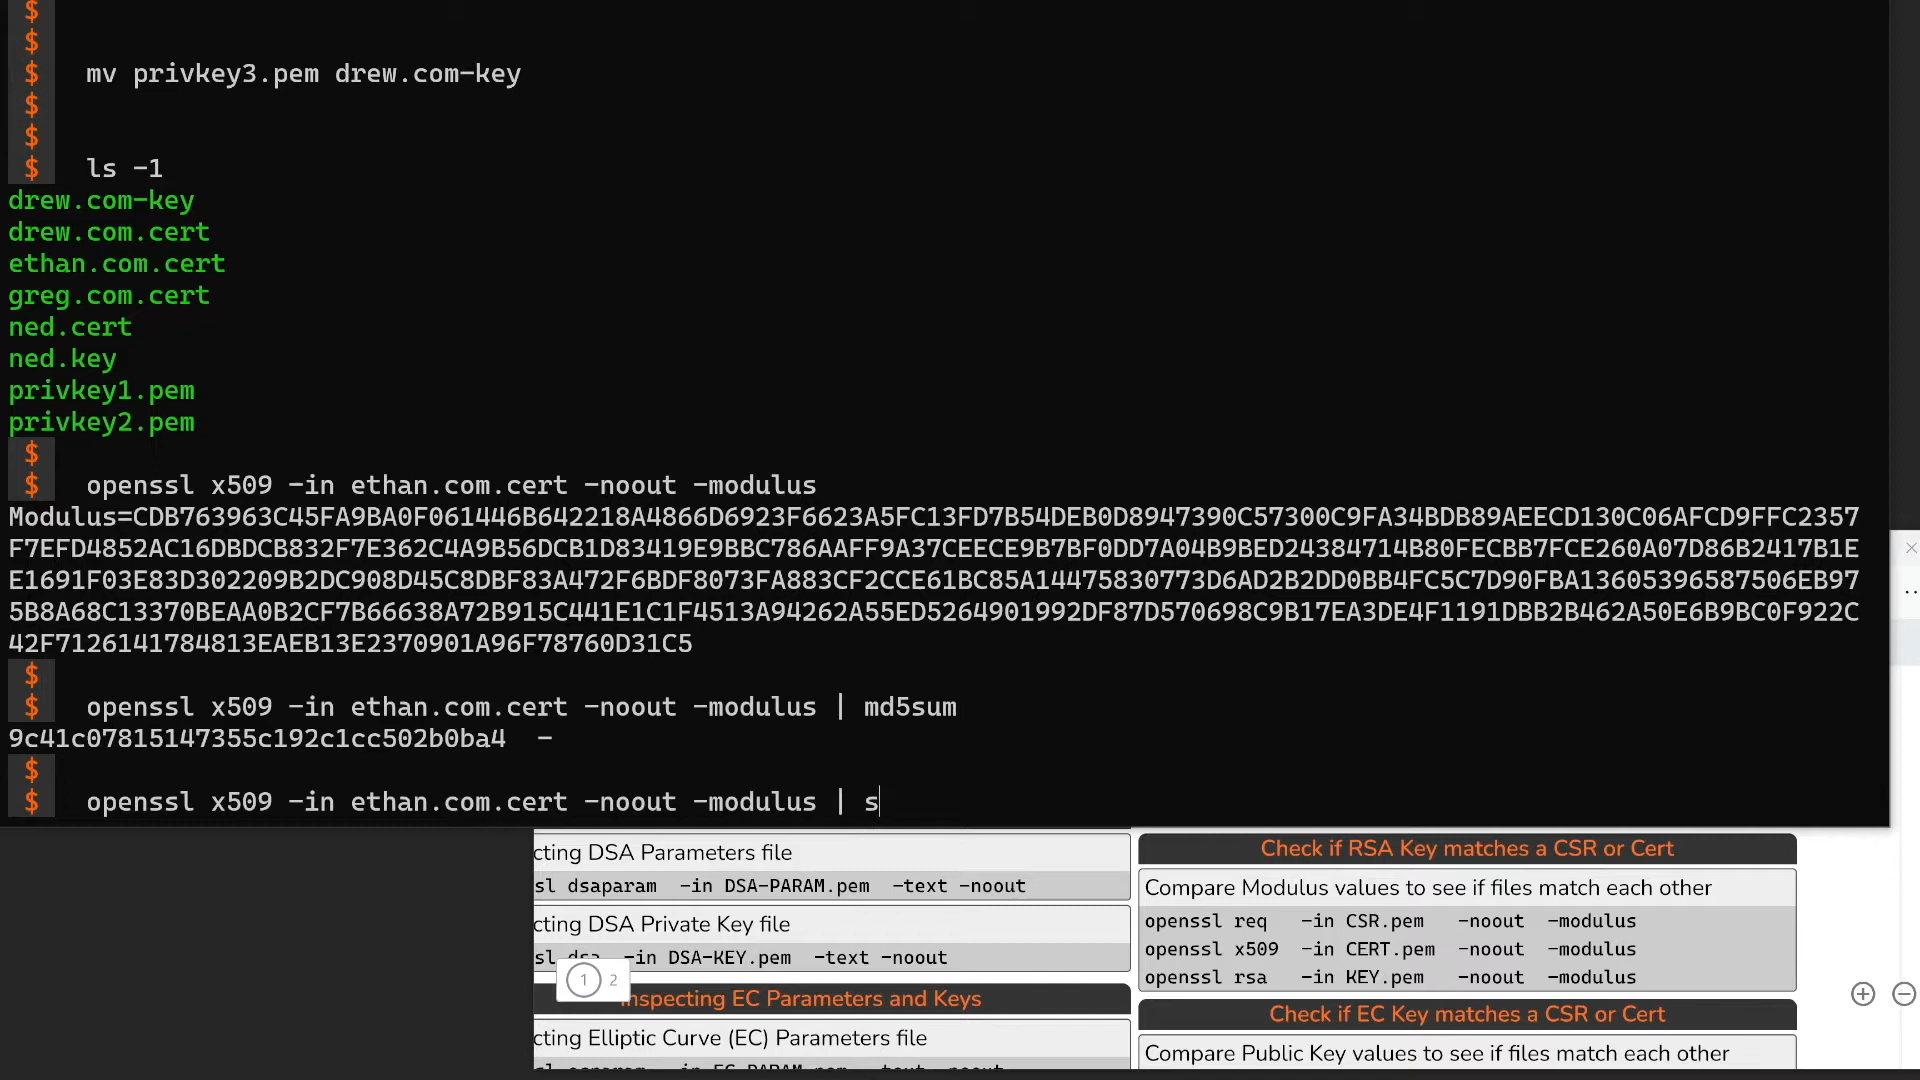 $
$
$ mv privkey3.pem drew.com-key
$
$
$ ls -1
drew.com-key
drew.com.cert
ethan.com.cert
greg.com.cert
ned.cert
ned.key
privkey1.pem
privkey2.pem
$
$ openssl x509 -in ethan.com.cert -noout -modulus
Modulus=CDB763963C45FA9BA0F061446B642218A4866D6923F6623A5FC13FD7B54DEB0D8947390C57300C9FA34BDB89AEECD130C06AFCD9FFC2357
F7EFD4852AC16DBDCB832F7E362C4A9B56DCB1D83419E9BBC786AAFF9A37CEECE9B7BF0DD7A04B9BED24384714B80FECBB7FCE260A07D86B2417B1E
E1691F03E83D302209B2DC908D45C8DBF83A472F6BDF8073FA883CF2CCE61BC85A14475830773D6AD2B2DD0BB4FC5C7D90FBA13605396587506EB97
5B8A68C13370BEAA0B2CF7B66638A72B915C441E1C1F4513A94262A55ED5264901992DF87D570698C9B17EA3DE4F1191DBB2B462A50E6B9BC0F922C
42F7126141784813EAEB13E2370901A96F78760D31C5
$
$ openssl x509 -in ethan.com.cert -noout -modulus | md5sum
9c41c07815147355c192c1cc502b0ba4  -
$
$ openssl x509 -in ethan.com.cert -noout -modulus | s
cting DSA Parameters file
sl dsaparam -in DSA-PARAM.pem -text -noout
cting DSA Private Key file
sl dsa -in DSA-KEY.pem -text -noout
1 2
Inspecting EC Parameters and Keys
cting Elliptic Curve (EC) Parameters file
Check if RSA Key matches a CSR or Cert
Compare Modulus values to see if files match each other
openssl req -in CSR.pem -noout -modulus
openssl x509 -in CERT.pem -noout -modulus
openssl rsa -in KEY.pem -noout -modulus
Check if EC Key matches a CSR or Cert
Compare Public Key values to see if files match each other